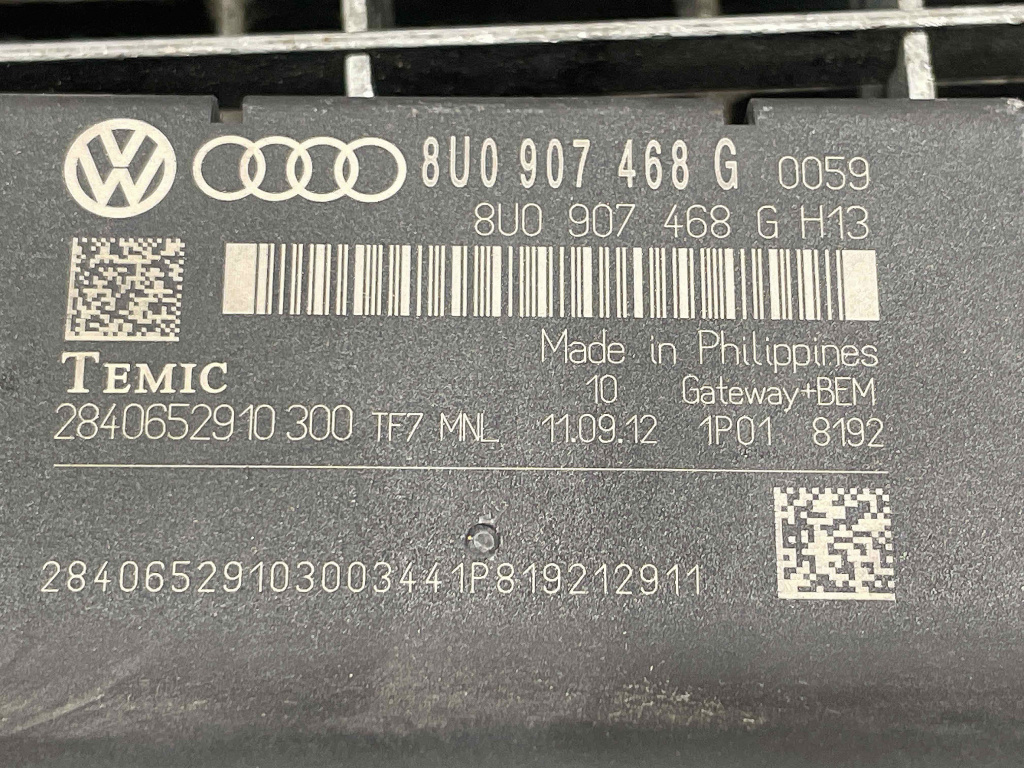 8U0 907 468 G 0059
8U0 907 468 G H13
TEMIC
Made in Philippines
10 Gateway+BEM
2840652910 300 TF7 MNL 11.09.12 1P01 8192
28406529103003441P819212911